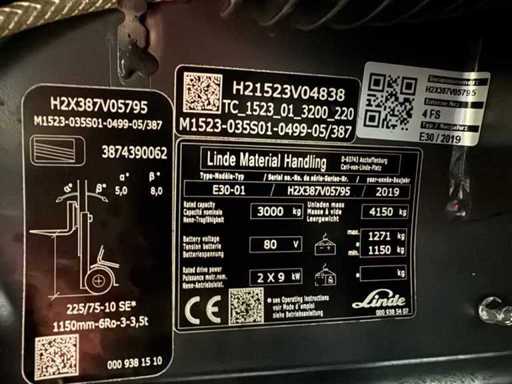 H2X387V05795
M1523-035S01-0499-05/387
3874390062
α° β°
5,0 8,0
225/75-10 SE*
1150mm-6Ro-3-3,5t
000 938 15 10
H21523V04838
TC_1523_01_3200_220
M1523-035S01-0499-05/387
H2X387V05795
4 FS
E30 / 2019
Linde Material Handling
D-63743 Aschaffenburg
Carl-von-Linde-Platz
Type-Modèle-Typ / Serial no.-No. de série-Serien-Nr. / year-année-Baujahr
E30-01 / H2X387V05795 / 2019
Rated capacity
Capacité nominale
Nenn-Tragfähigkeit
3000 kg
Unladen mass
Masse à vide
Leergewicht
4150 kg
Battery voltage
Tension batterie
Batteriespannung
80 V
max 1271 kg
min 1150
Rated drive power
Puissance motr. nom.
Nenn-Antriebsleist.
2 X 9 kW
* kg
CE
* see Operating instructions
voir Mode d'emploi
siehe Betriebsanleitung
Linde
000 938 54 07